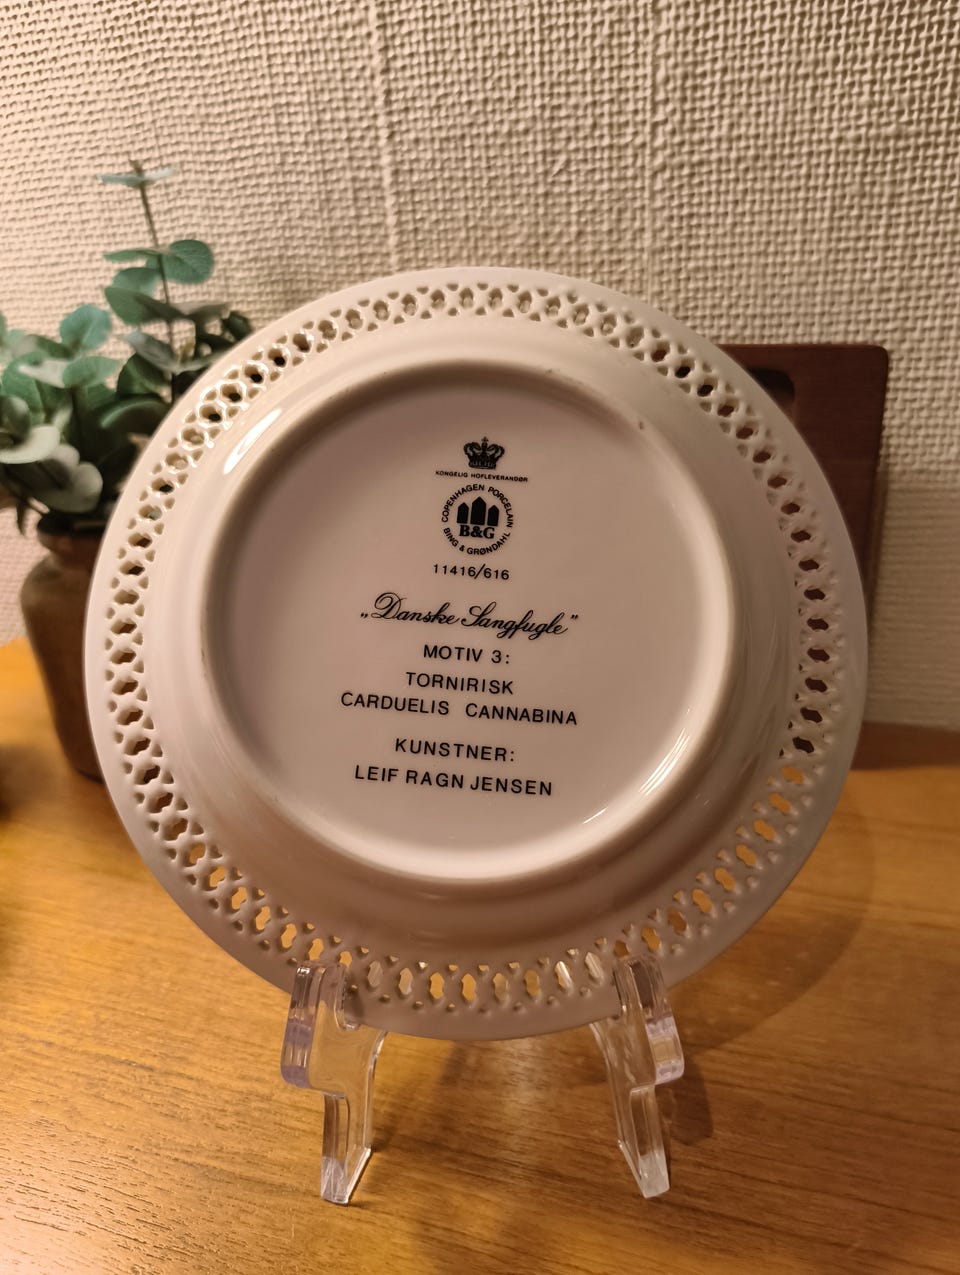 KONGELIG HOFLEVERANDØR
COPENHAGEN PORCELAIN
B&G
BING & GRØNDAHL
11416/616
„Danske Sangfugle”
MOTIV 3:
TORNIRISK
CARDUELIS CANNABINA
KUNSTNER:
LEIF RAGN JENSEN